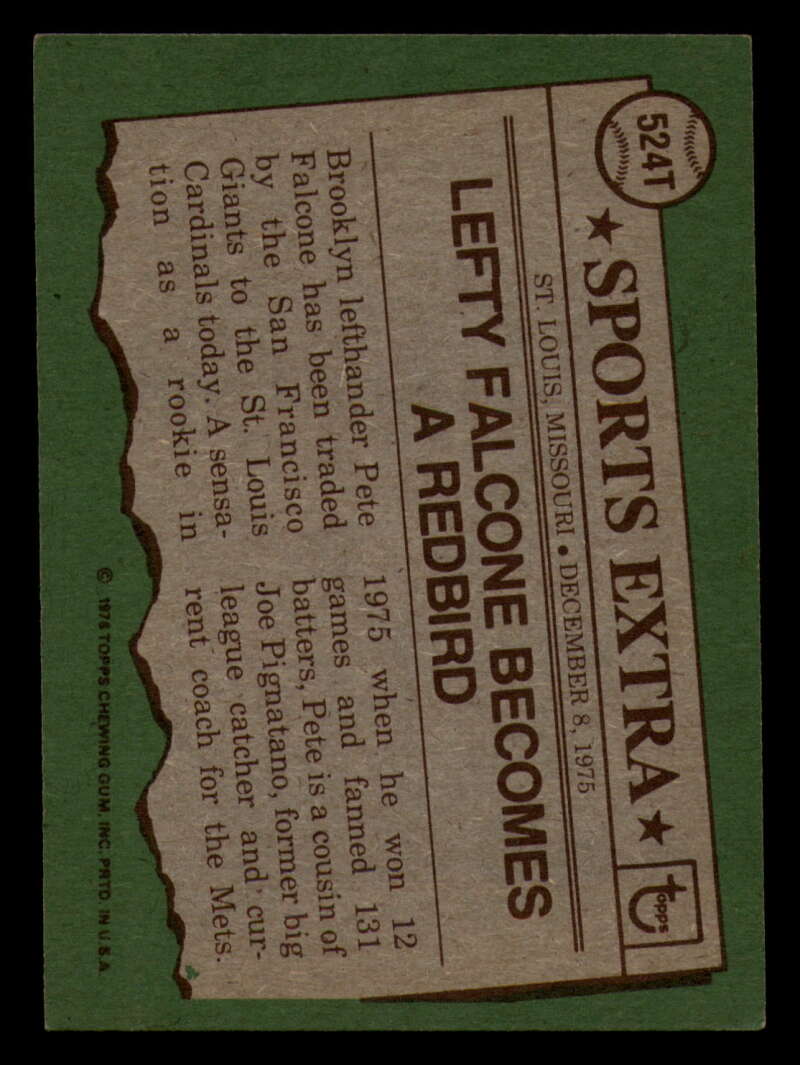 524T
★ SPORTS EXTRA ★
topps
ST. LOUIS, MISSOURI • DECEMBER 8, 1975
LEFTY FALCONE BECOMES
A REDBIRD
Brooklyn lefthander Pete
Falcone has been traded
by the San Francisco
Giants to the St. Louis
Cardinals today. A sensa-
tion as a rookie in
1975 when he won 12
games and fanned 131
batters, Pete is a cousin of
Joe Pignatano, former big
league catcher and cur-
rent coach for the Mets.
© 1976 TOPPS CHEWING GUM, INC. PRTD. IN U.S.A.